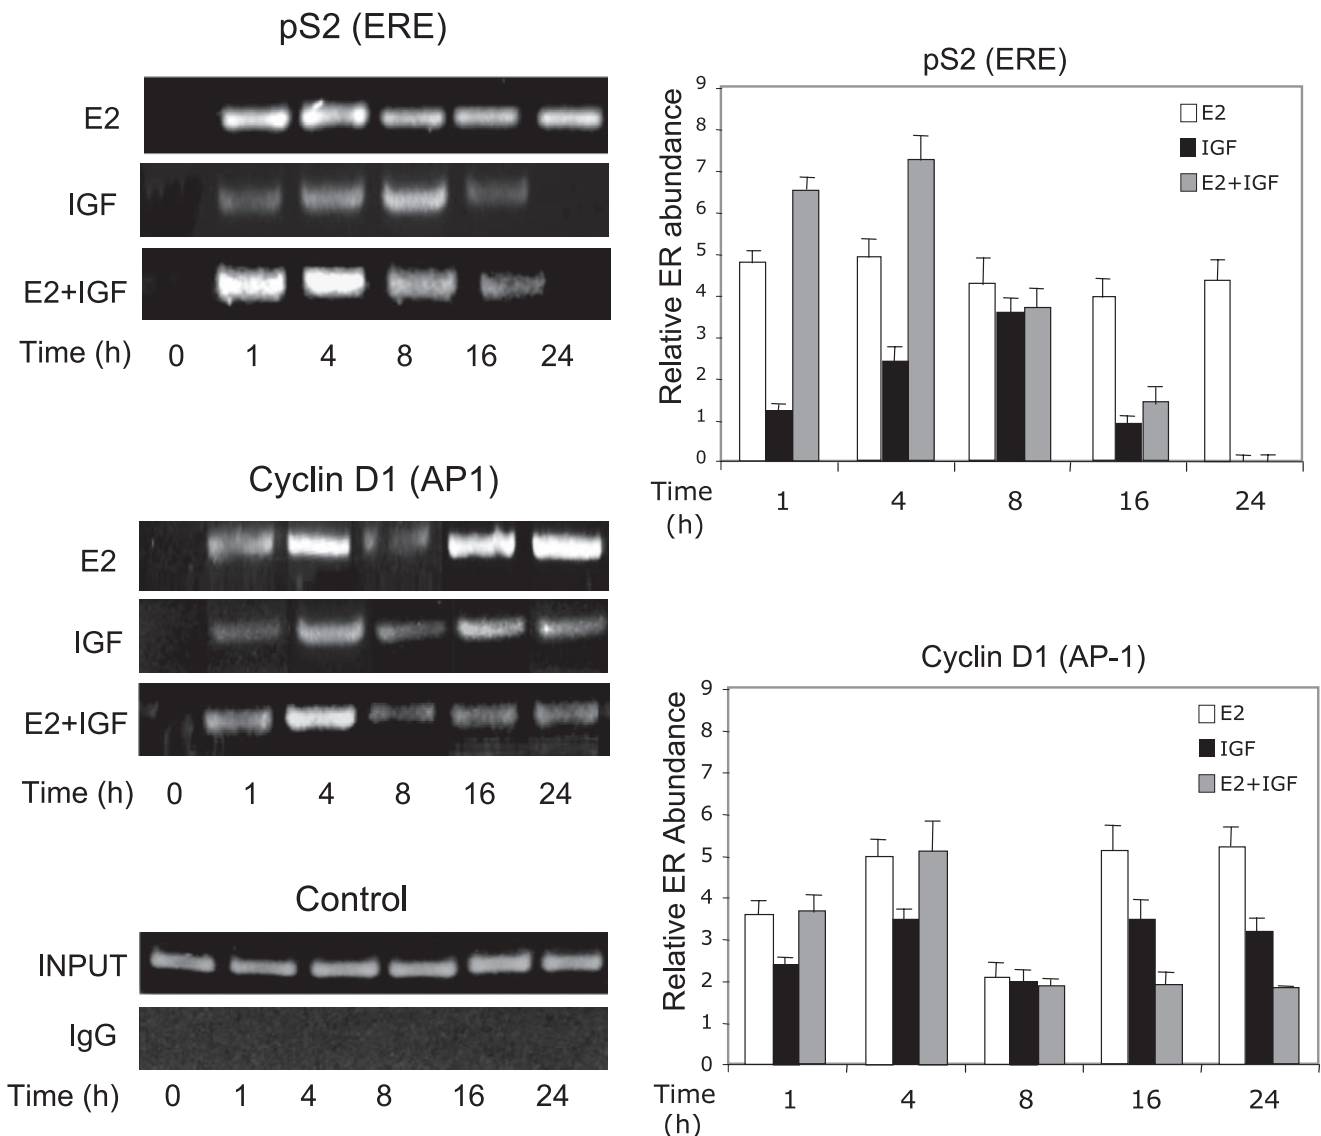 pS2 (ERE)
E2
IGF
E2+IGF
Time (h) 0 1 4 8 16 24
Cyclin D1 (AP1)
E2
IGF
E2+IGF
Time (h) 0 1 4 8 16 24
Control
INPUT
IgG
Time (h) 0 1 4 8 16 24
pS2 (ERE)
Relative ER abundance
9
8
7
6
5
4
3
2
1
0
E2
IGF
E2+IGF
Time (h) 1 4 8 16 24
Cyclin D1 (AP-1)
Relative ER Abundance
9
8
7
6
5
4
3
2
1
0
E2
IGF
E2+IGF
Time (h) 1 4 8 16 24